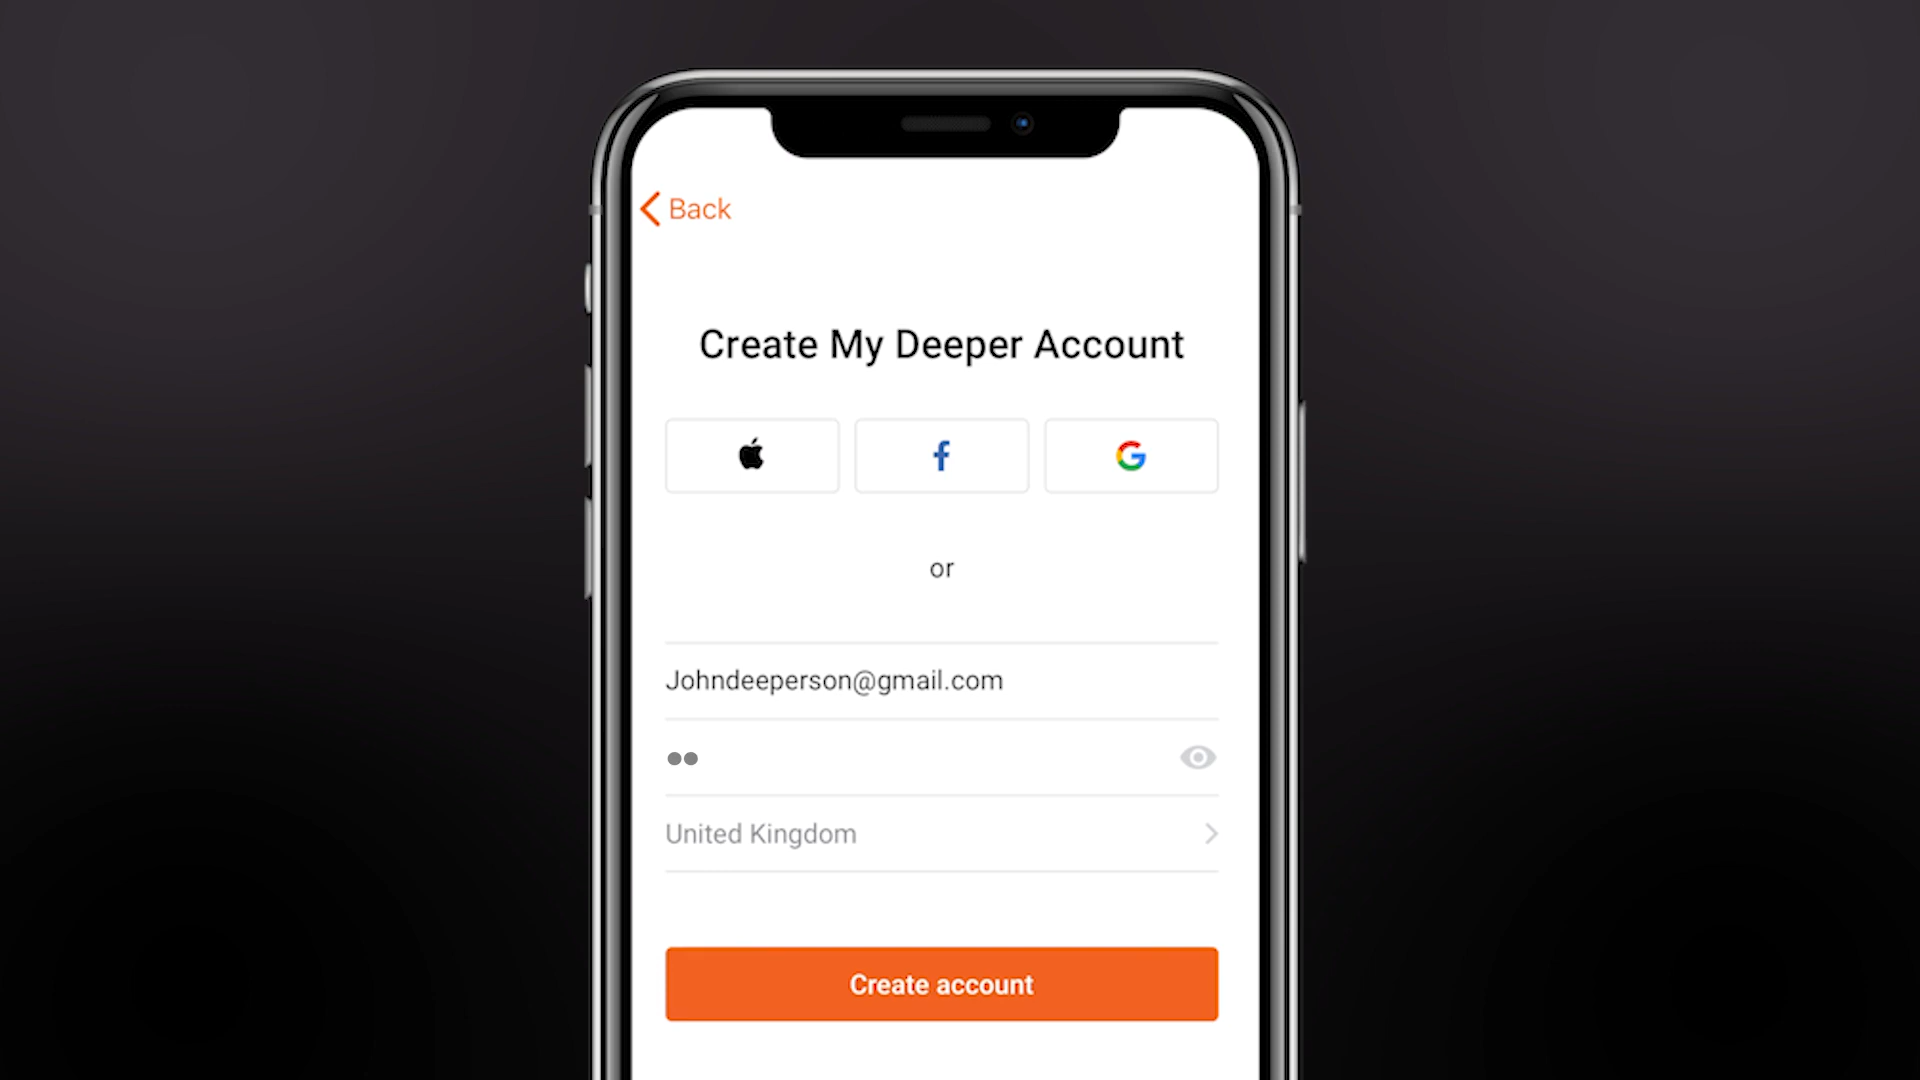 Back
Create My Deeper Account
or
Johndeeperson@gmail.com
United Kingdom
Create account